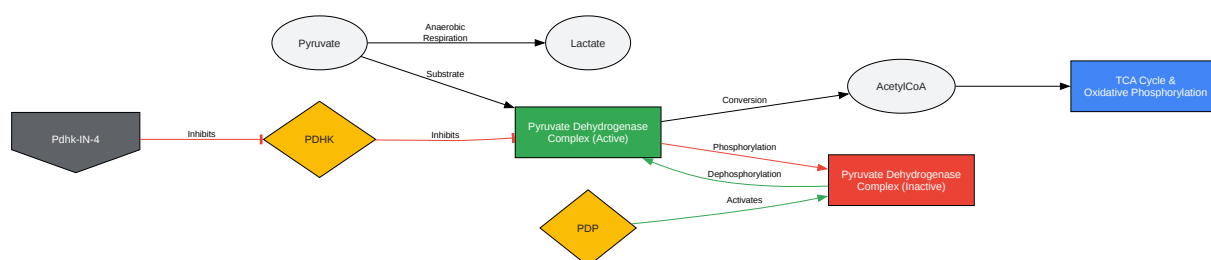 Pyruvate
Anaerobic
Respiration
Lactate
Substrate
Pdhk-IN-4
Inhibits
PDHK
Inhibits
Pyruvate Dehydrogenase
Complex (Active)
Conversion
AcetylCoA
TCA Cycle &
Oxidative Phosphorylation
Phosphorylation
Dephosphorylation
Pyruvate Dehydrogenase
Complex (Inactive)
PDP
Activates